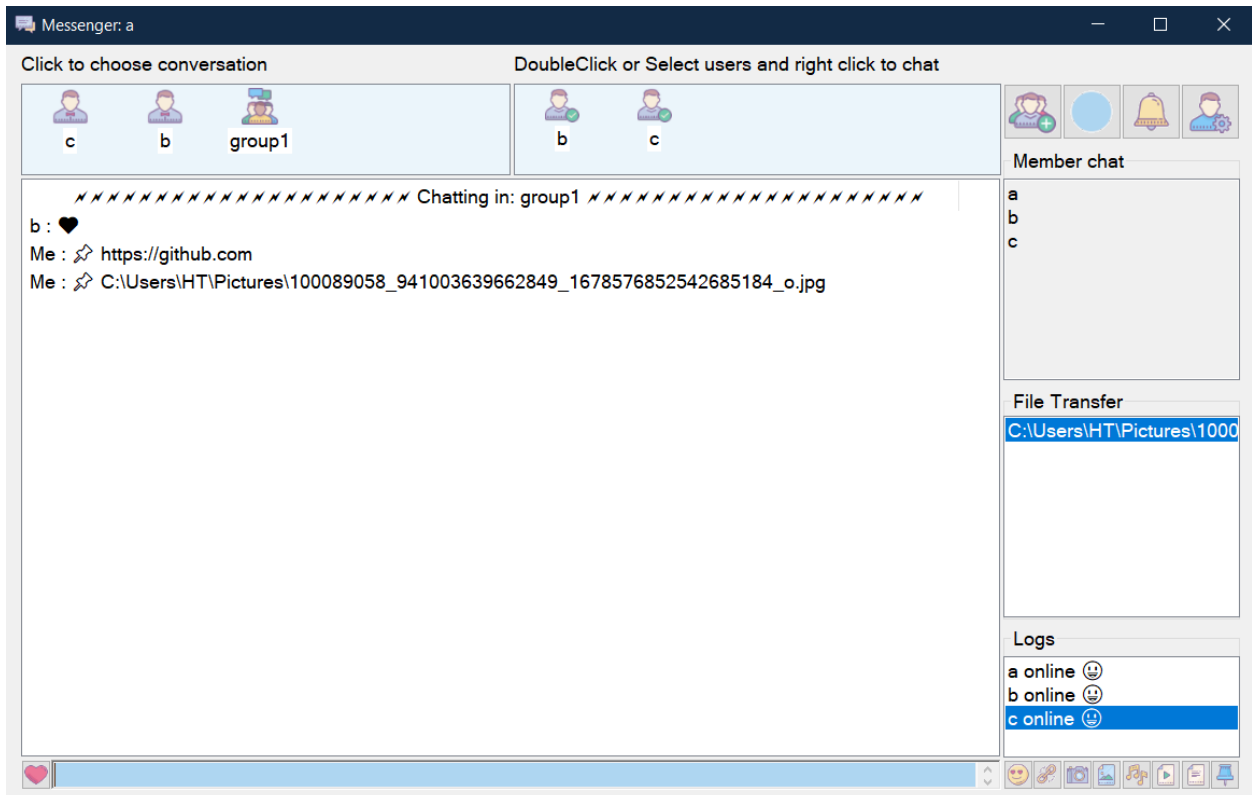 Messenger: a
Click to choose conversation
DoubleClick or Select users and right click to chat
c
b
group1
b
c
Member chat
a
b
c
Chatting in: group1
b : 🖤
Me : 📌 https://github.com
Me : 📌 C:\Users\HT\Pictures\100089058_941003639662849_1678576852542685184_o.jpg
File Transfer
C:\Users\HT\Pictures\1000
Logs
a online 😀
b online 😀
c online 😀